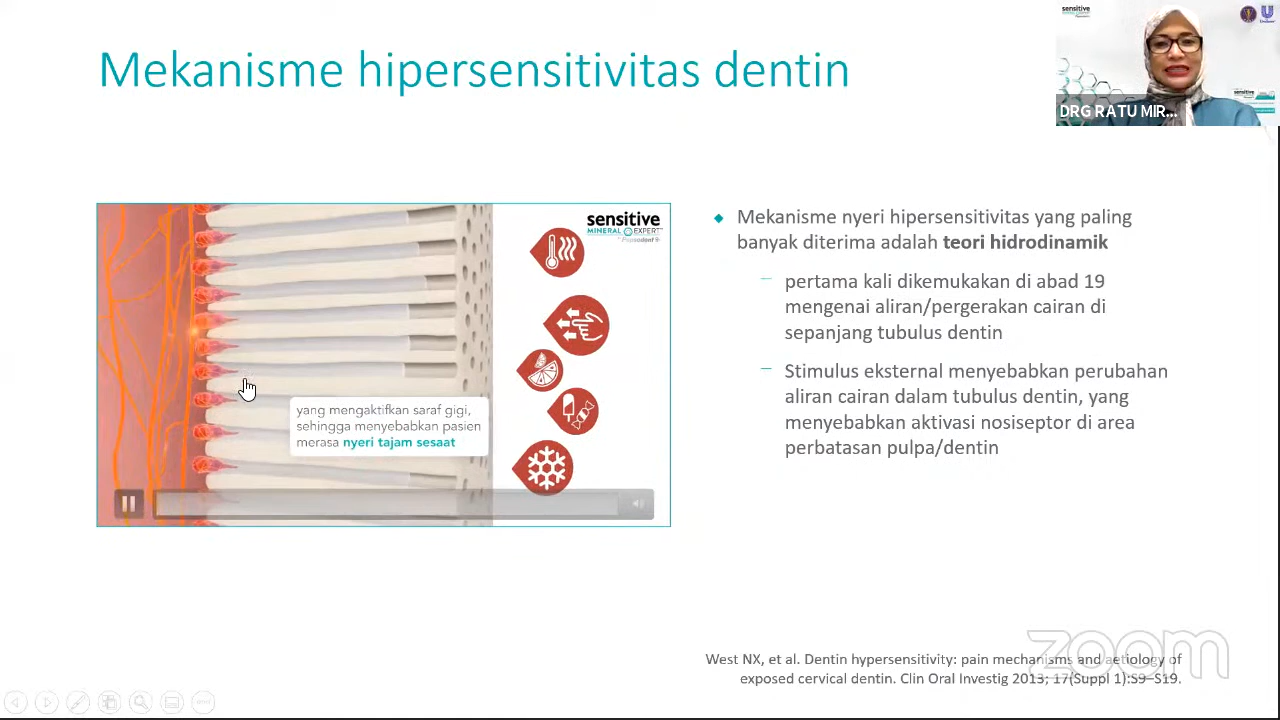 Mekanisme hipersensitivitas dentin
sensitive
DRG RATU MIR...
sensitive
MINERAL EXPERT
yang mengaktifkan saraf gigi,
sehingga menyebabkan pasien
merasa nyeri tajam sesaat
Mekanisme nyeri hipersensitivitas yang paling
banyak diterima adalah teori hidrodinamik
pertama kali dikemukakan di abad 19
mengenai aliran/pergerakan cairan di
sepanjang tubulus dentin
Stimulus eksternal menyebabkan perubahan
aliran cairan dalam tubulus dentin, yang
menyebabkan aktivasi nosiseptor di area
perbatasan pulpa/dentin
zoom
West NX, et al. Dentin hypersensitivity: pain mechanisms and aetiology of
exposed cervical dentin. Clin Oral Investig 2013; 17(Suppl 1):S9–S19.